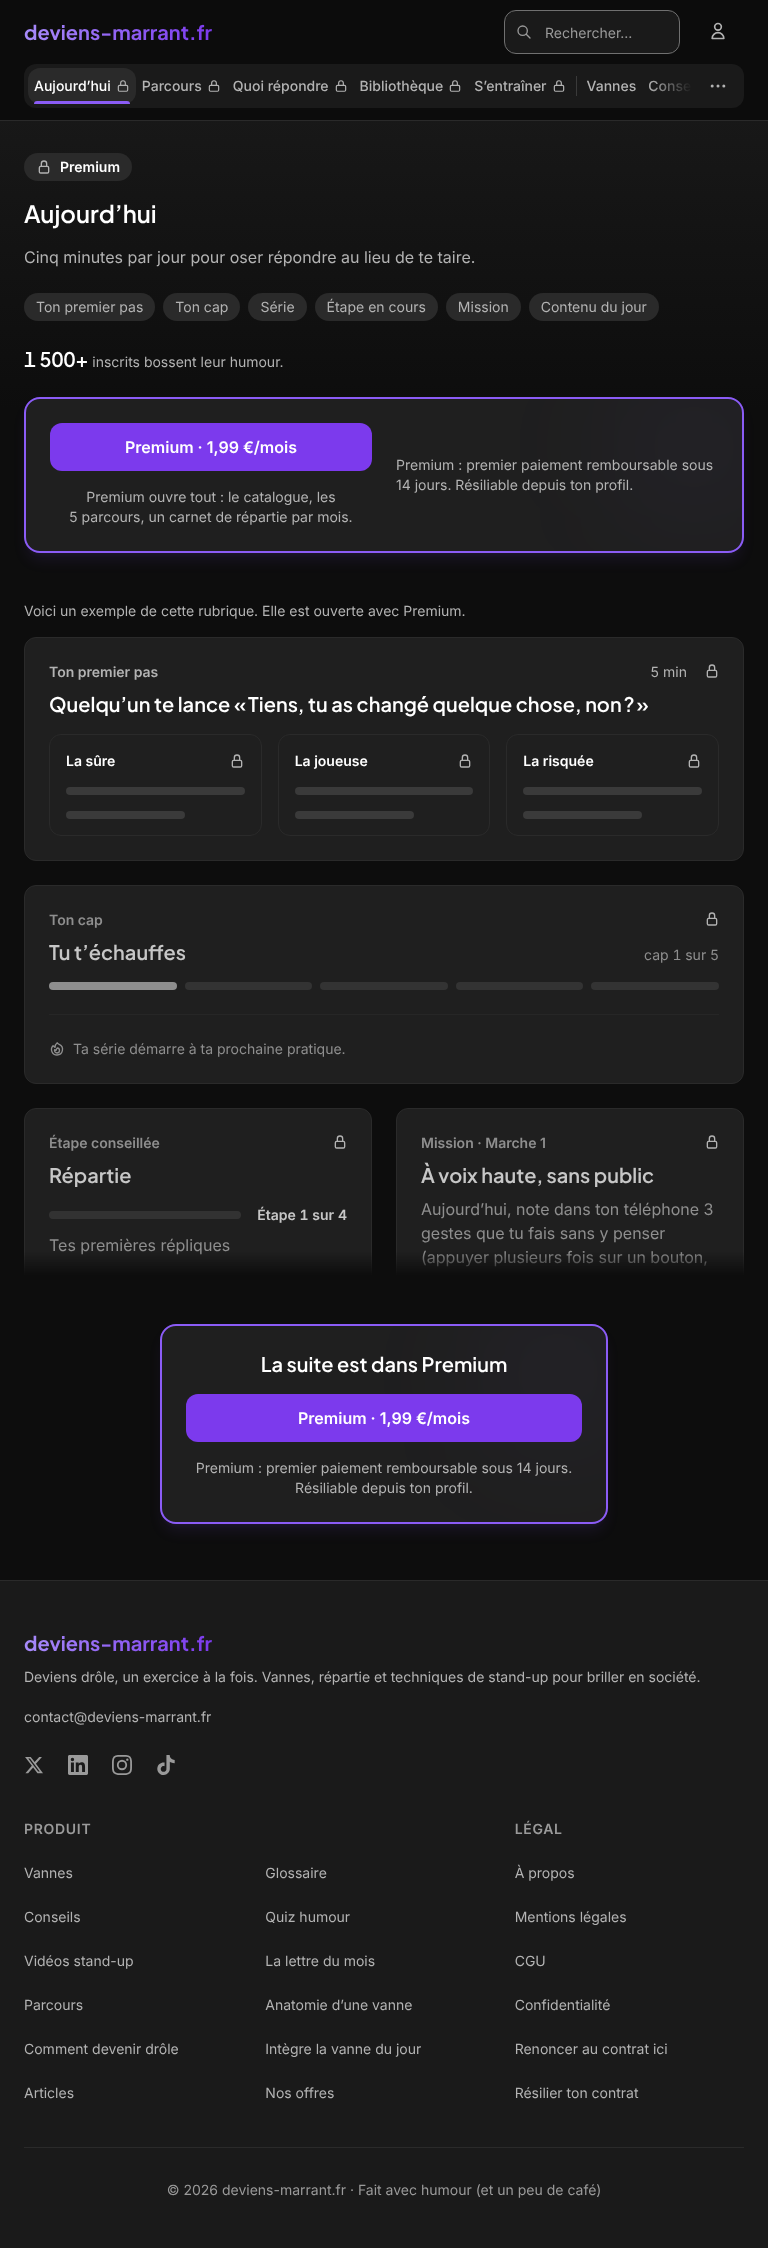 deviens-marrant.fr
Rechercher...
Aujourd’hui
Parcours
Quoi répondre
Bibliothèque
S’entraîner
Vannes
Premium
Aujourd’hui
Cinq minutes par jour pour oser répondre au lieu de te taire.
Ton premier pas
Ton cap
Série
Étape en cours
Mission
Contenu du jour
1 500+ inscrits bossent leur humour.
Premium · 1,99 €/mois
Premium ouvre tout : le catalogue, les
5 parcours, un carnet de répartie par mois.
Premium : premier paiement remboursable sous
14 jours. Résiliable depuis ton profil.
Voici un exemple de cette rubrique. Elle est ouverte avec Premium.
Ton premier pas
5 min
Quelqu’un te lance « Tiens, tu as changé quelque chose, non ? »
La sûre
La joueuse
La risquée
Ton cap
Tu t’échauffes
cap 1 sur 5
Ta série démarre à ta prochaine pratique.
Étape conseillée
Répartie
Étape 1 sur 4
Tes premières répliques
Mission · Marche 1
À voix haute, sans public
Aujourd’hui, note dans ton téléphone 3
gestes que tu fais sans y penser
(appuyer plusieurs fois sur un bouton,
La suite est dans Premium
Premium · 1,99 €/mois
Premium : premier paiement remboursable sous 14 jours.
Résiliable depuis ton profil.
deviens-marrant.fr
Deviens drôle, un exercice à la fois. Vannes, répartie et techniques de stand-up pour briller en société.
contact@deviens-marrant.fr
PRODUIT
Vannes
Conseils
Vidéos stand-up
Parcours
Comment devenir drôle
Articles
Glossaire
Quiz humour
La lettre du mois
Anatomie d’une vanne
Intègre la vanne du jour
Nos offres
LÉGAL
À propos
Mentions légales
CGU
Confidentialité
Renoncer au contrat ici
Résilier ton contrat
© 2026 deviens-marrant.fr · Fait avec humour (et un peu de café)